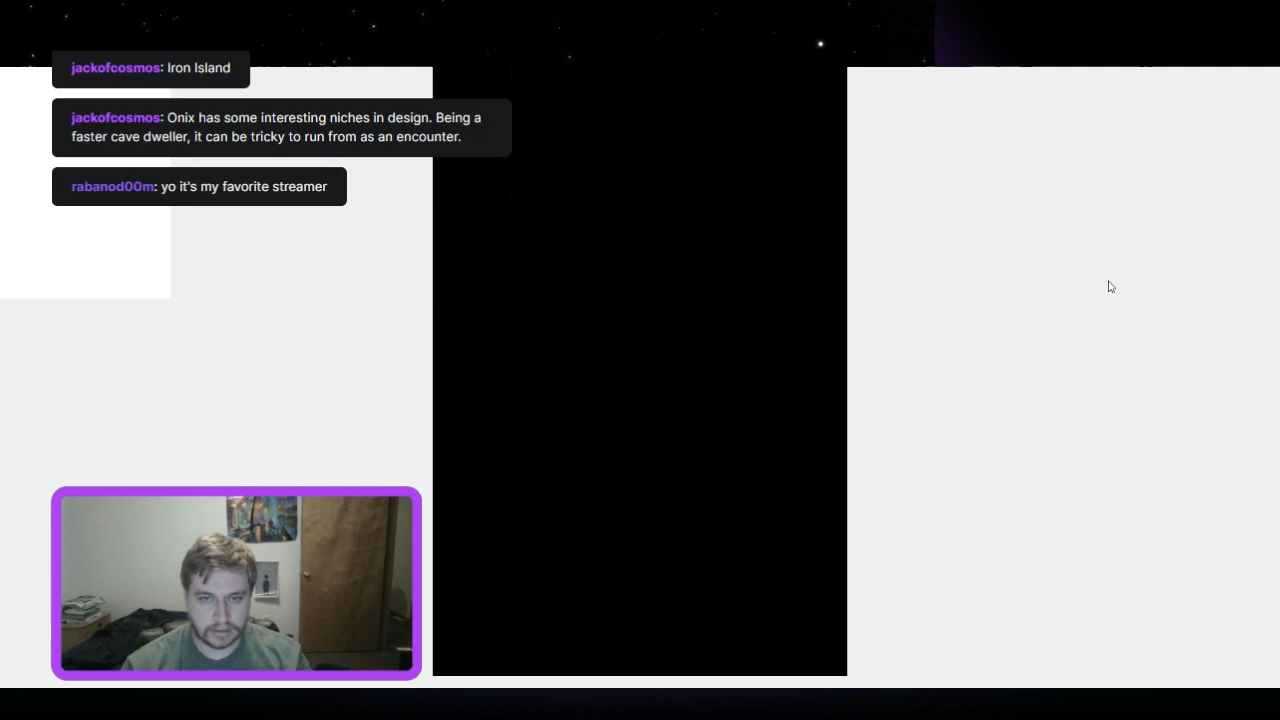 jackofcosmos: Iron Island
jackofcosmos: Onix has some interesting niches in design. Being a
faster cave dweller, it can be tricky to run from as an encounter.
rabanod00m: yo it's my favorite streamer